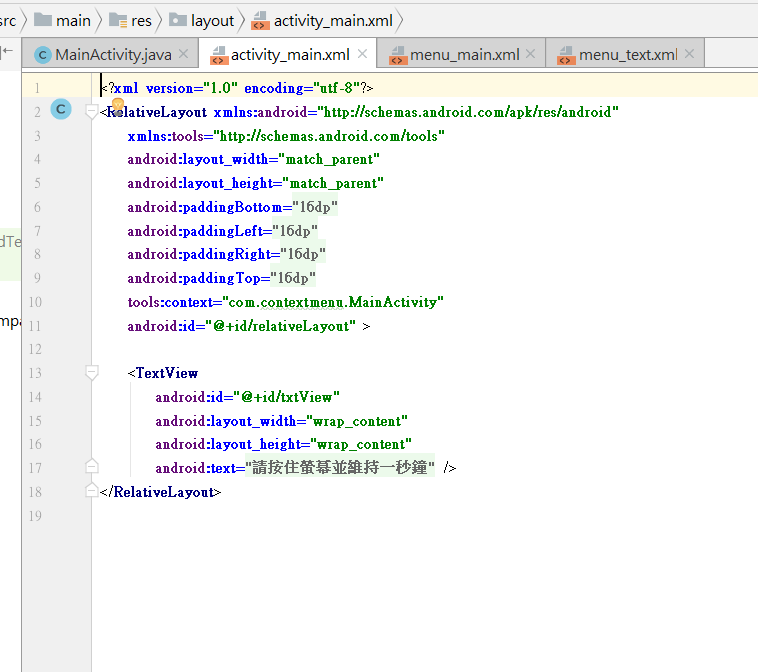 src main res layout activity_main.xml
MainActivity.java activity_main.xml menu_main.xml menu_text.xml
1 <?xml version="1.0" encoding="utf-8"?>
2 <RelativeLayout xmlns:android="http://schemas.android.com/apk/res/android"
3 xmlns:tools="http://schemas.android.com/tools"
4 android:layout_width="match_parent"
5 android:layout_height="match_parent"
6 android:paddingBottom="16dp"
7 android:paddingLeft="16dp"
8 android:paddingRight="16dp"
9 android:paddingTop="16dp"
10 tools:context="com.contextmenu.MainActivity"
11 android:id="@+id/relativeLayout" >
12
13 <TextView
14 android:id="@+id/txtView"
15 android:layout_width="wrap_content"
16 android:layout_height="wrap_content"
17 android:text="請按住螢幕並維持一秒鐘" />
18 </RelativeLayout>
19